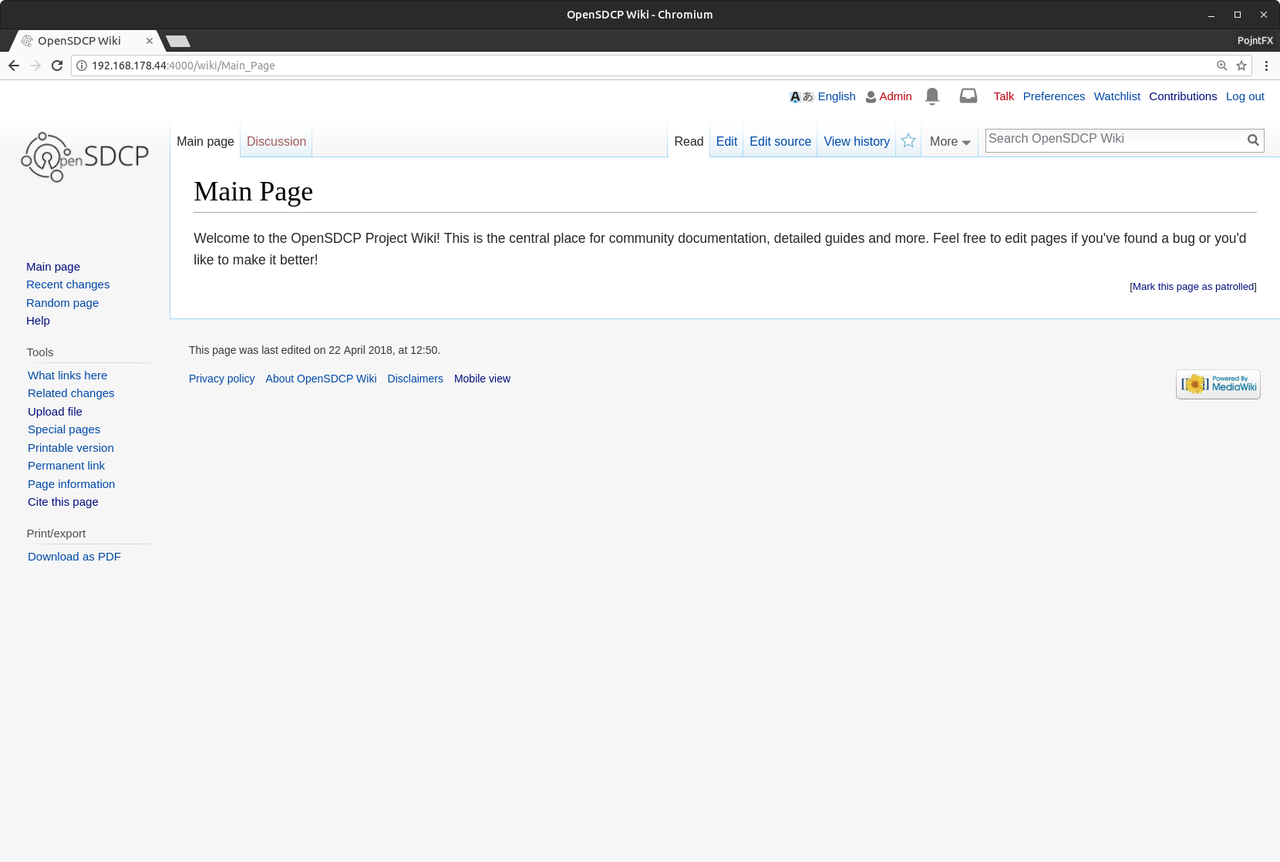 OpenSDCP Wiki - Chromium
OpenSDCP Wiki
PojntFX
192.168.178.44:4000/wiki/Main_Page
Aあ English Admin Talk Preferences Watchlist Contributions Log out
Open SDCP
Main page Discussion Read Edit Edit source View history More Search OpenSDCP Wiki
Main Page
Welcome to the OpenSDCP Project Wiki! This is the central place for community documentation, detailed guides and more. Feel free to edit pages if you've found a bug or you'd
like to make it better!
[Mark this page as patrolled]
Main page
Recent changes
Random page
Help
Tools
What links here
Related changes
Upload file
Special pages
Printable version
Permanent link
Page information
Cite this page
Print/export
Download as PDF
This page was last edited on 22 April 2018, at 12:50.
Privacy policy About OpenSDCP Wiki Disclaimers Mobile view
Powered By
MediaWiki